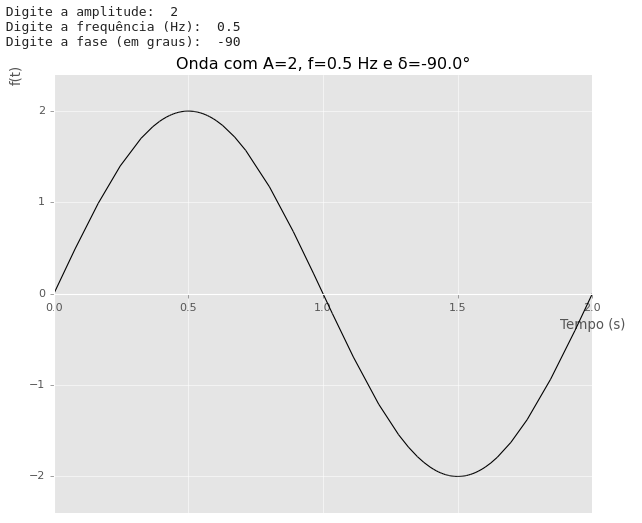 Digite a amplitude:  2
Digite a frequência (Hz):  0.5
Digite a fase (em graus):  -90
Onda com A=2, f=0.5 Hz e δ=-90.0°
f(t)
2
1
0
−1
−2
0.0
0.5
1.0
1.5
2.0
Tempo (s)